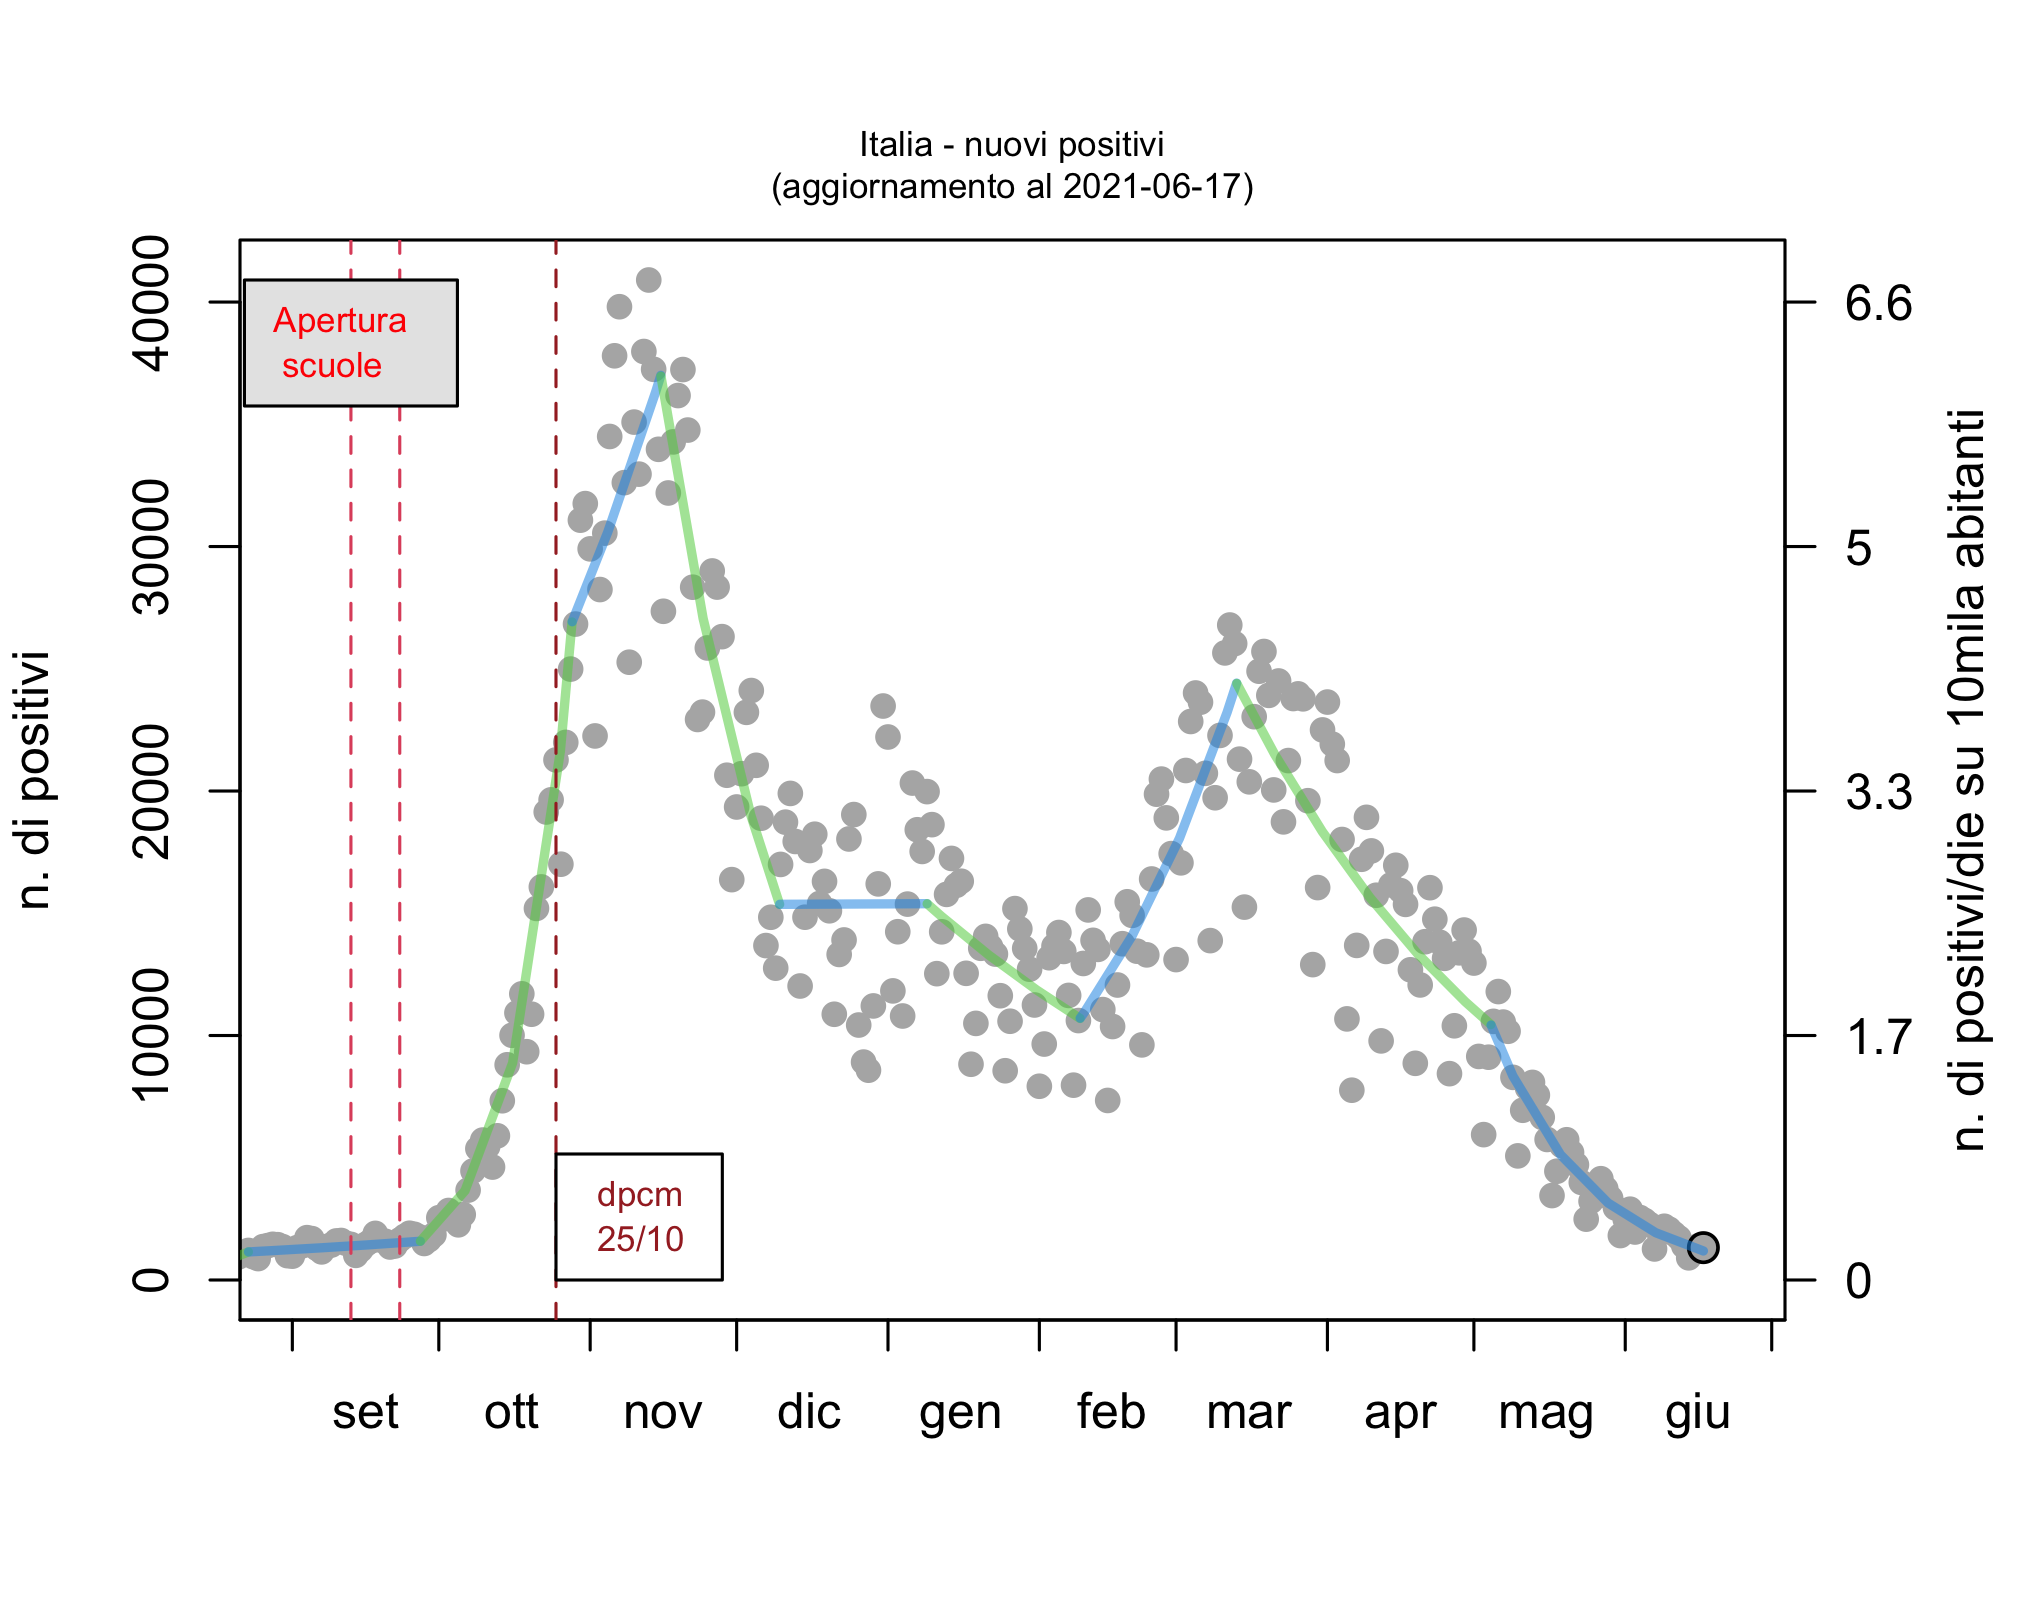 Italia - nuovi positivi
(aggiornamento al 2021-06-17)
n. di positivi
40000
30000
20000
10000
0
Apertura
scuole
dpcm
25/10
6.6
5
3.3
1.7
0
n. di positivi/die su 10mila abitanti
set ott nov dic gen feb mar apr mag giu